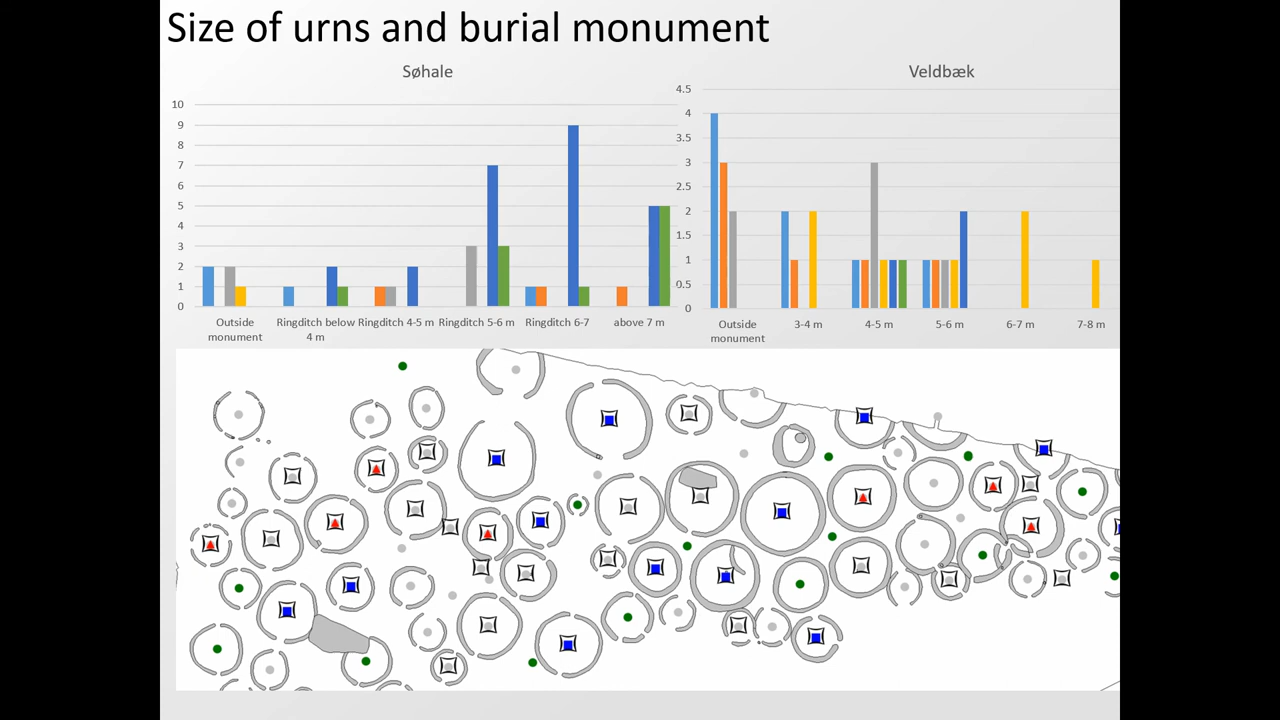 Size of urns and burial monument
Søhale
10
9
8
7
6
5
4
3
2
1
0
Outside
monument
Ringditch below
4 m
Ringditch 4-5 m
Ringditch 5-6 m
Ringditch 6-7
above 7 m
Veldbæk
4.5
4
3.5
3
2.5
2
1.5
1
0.5
0
Outside
monument
3-4 m
4-5 m
5-6 m
6-7 m
7-8 m